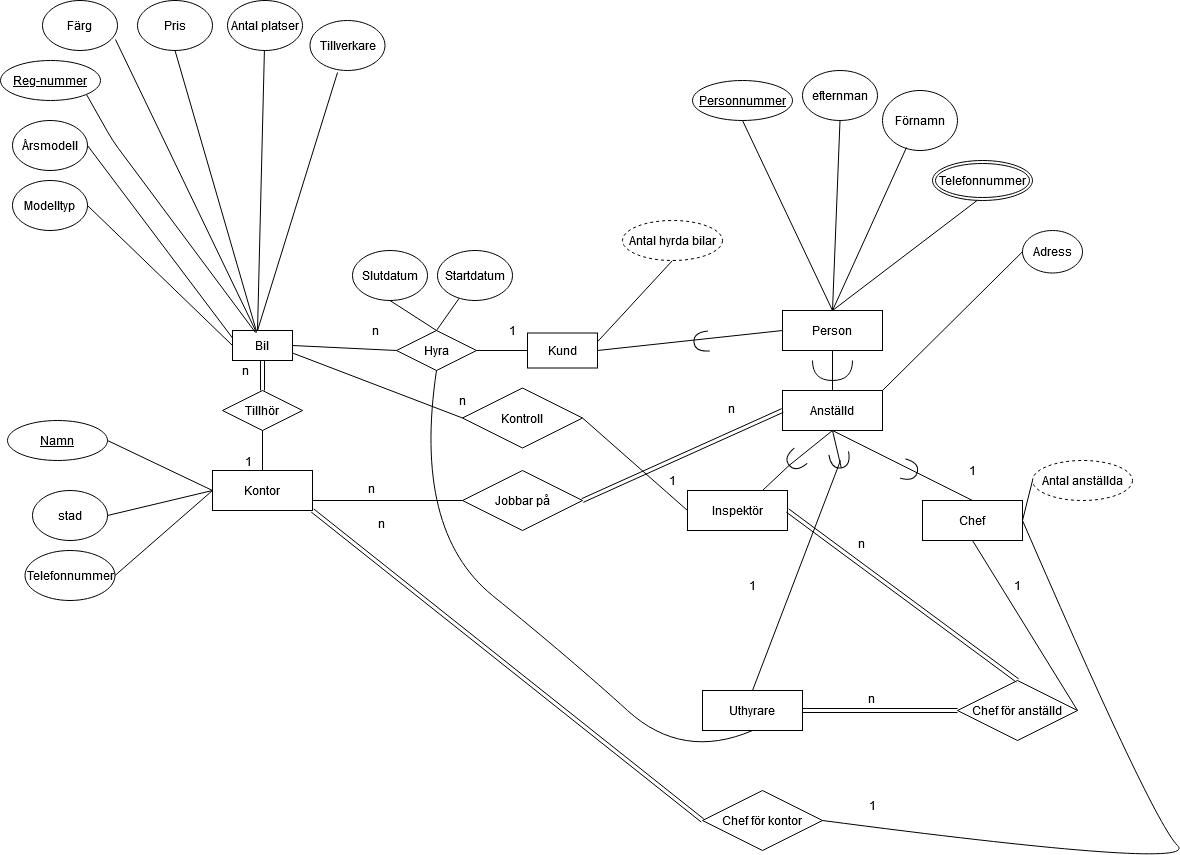 Färg
Pris
Antal platser
Tillverkare
Reg-nummer
Årsmodell
Modelltyp
Personnummer
efternman
Förnamn
Telefonnummer
Adress
Antal hyrda bilar
Slutdatum
Startdatum
Bil
n
Hyra
1
Kund
Person
n
Tillhör
1
n
Kontroll
1
n
Anställd
Namn
stad
Telefonnummer
Kontor
n
Jobbar på
n
Inspektör
n
1
Chef
Antal anställda
1
1
Uthyrare
n
Chef för anställd
Chef för kontor
1